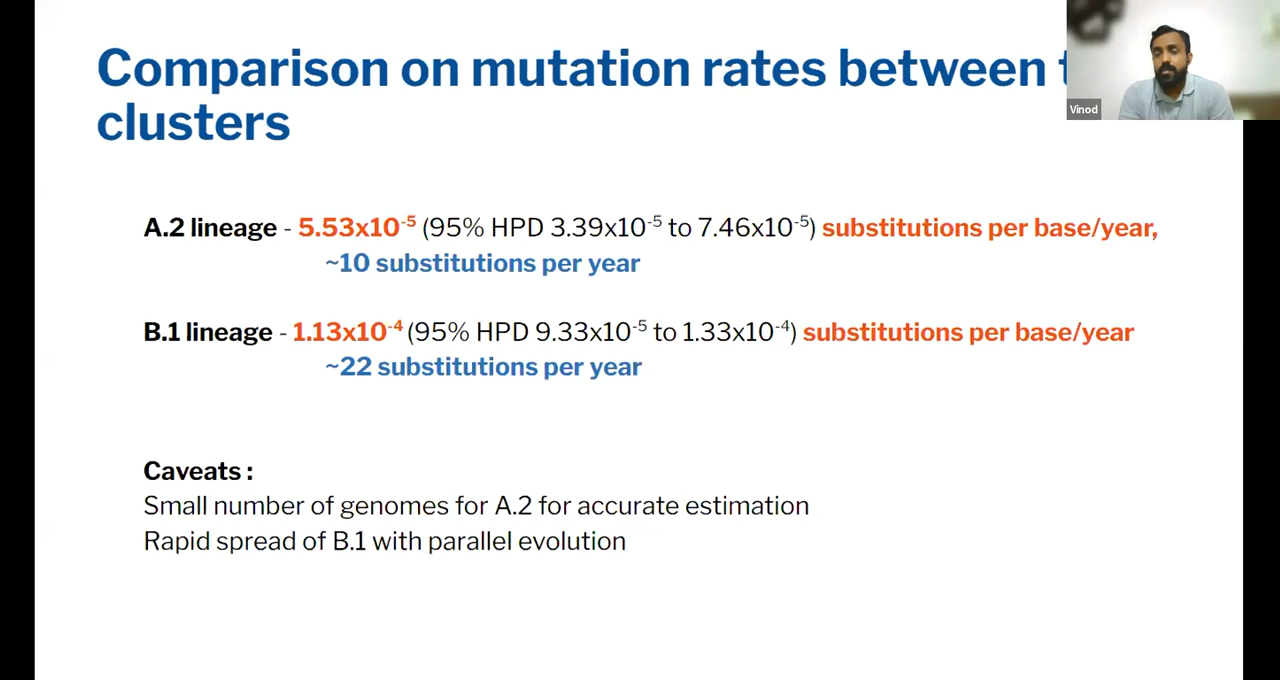 Comparison on mutation rates between
clusters
Vinod
A.2 lineage - 5.53x10⁻⁵ (95% HPD 3.39x10⁻⁵ to 7.46x10⁻⁵) substitutions per base/year,
~10 substitutions per year
B.1 lineage - 1.13x10⁻⁴ (95% HPD 9.33x10⁻⁵ to 1.33x10⁻⁴) substitutions per base/year
~22 substitutions per year
Caveats :
Small number of genomes for A.2 for accurate estimation
Rapid spread of B.1 with parallel evolution